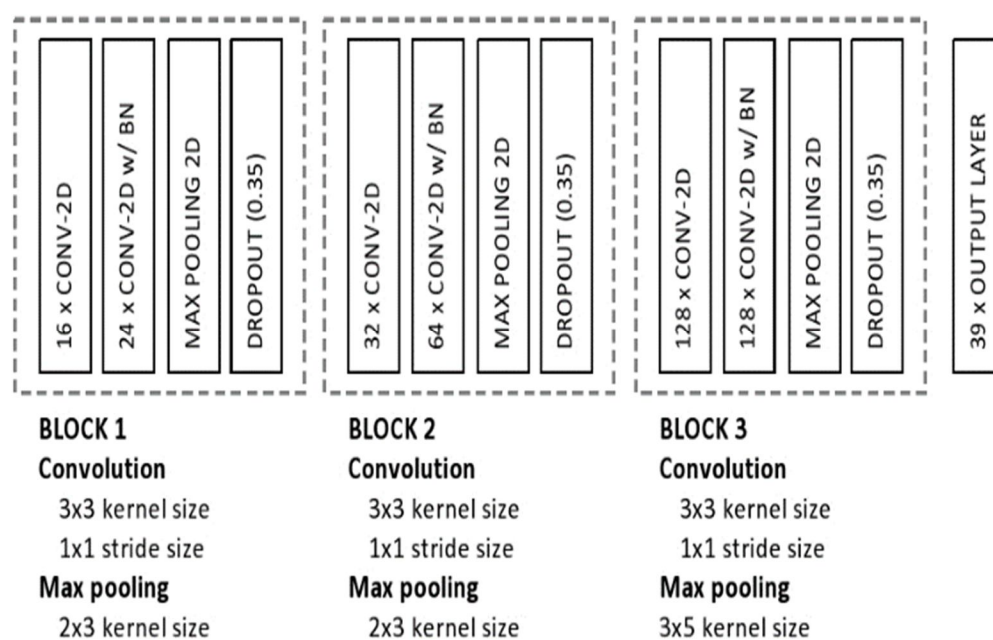 16 x CONV-2D
24 x CONV-2D w/ BN
MAX POOLING 2D
DROPOUT (0.35)
32 x CONV-2D
64 x CONV-2D w/ BN
MAX POOLING 2D
DROPOUT (0.35)
128 x CONV-2D
128 x CONV-2D w/ BN
MAX POOLING 2D
DROPOUT (0.35)
39 x OUTPUT LAYER
BLOCK 1
Convolution
3x3 kernel size
1x1 stride size
Max pooling
2x3 kernel size
BLOCK 2
Convolution
3x3 kernel size
1x1 stride size
Max pooling
2x3 kernel size
BLOCK 3
Convolution
3x3 kernel size
1x1 stride size
Max pooling
3x5 kernel size